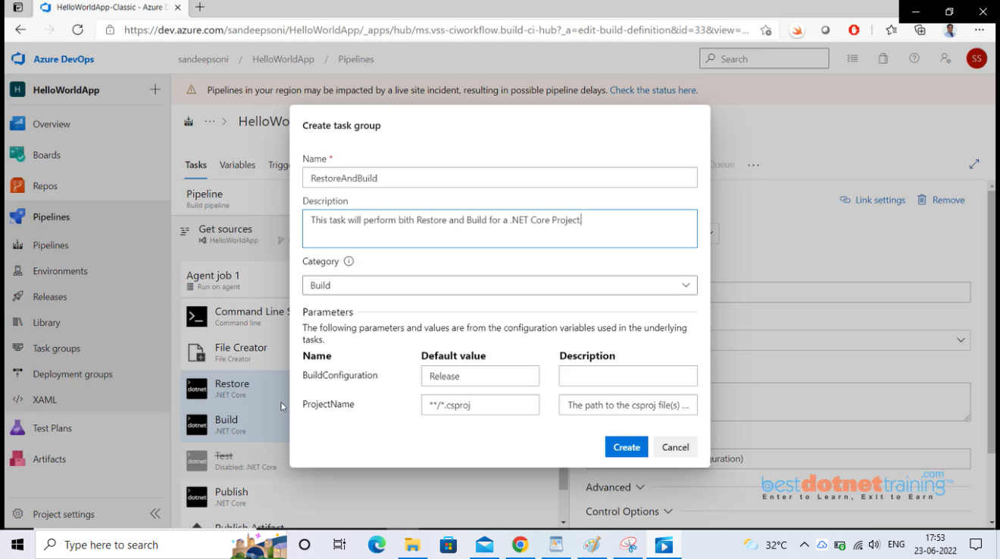 HelloWorldApp-Classic - Azure D
https://dev.azure.com/sandeepsoni/HelloWorldApp/_apps/hub/ms.vss-ciworkflow.build-ci-hub?_a=edit-build-definition&id=33&view=...
Azure DevOps
sandeepsoni / HelloWorldApp / Pipelines
Search
SS
H HelloWorldApp
Pipelines in your region may be impacted by a live site incident, resulting in possible pipeline delays. Check the status here.
Overview
Boards
Repos
Pipelines
Pipelines
Environments
Releases
Library
Task groups
Deployment groups
XAML
Test Plans
Artifacts
Project settings
... > HelloWo
Tasks Variables Trigg
Queue ...
Pipeline
Build pipeline
Get sources
HelloWorldApp
Agent job 1
Run on agent
Command Line S
Command line
File Creator
File Creator
dotnet Restore
.NET Core
dotnet Build
.NET Core
dotnet Test
Disabled: .NET Core
dotnet Publish
.NET Core
Publish Artifact
Create task group
Name *
RestoreAndBuild
Description
This task will perform bith Restore and Build for a .NET Core Project.
Category
Build
Parameters
The following parameters and values are from the configuration variables used in the underlying
tasks.
Name Default value Description
BuildConfiguration Release
ProjectName **/*.csproj The path to the csproj file(s) ...
Create Cancel
Link settings Remove
uration)
Advanced
Control Options
bestdotnettraining.com™
Enter to Learn, Exit to Earn
Type here to search
32°C
ENG
17:53
23-06-2022